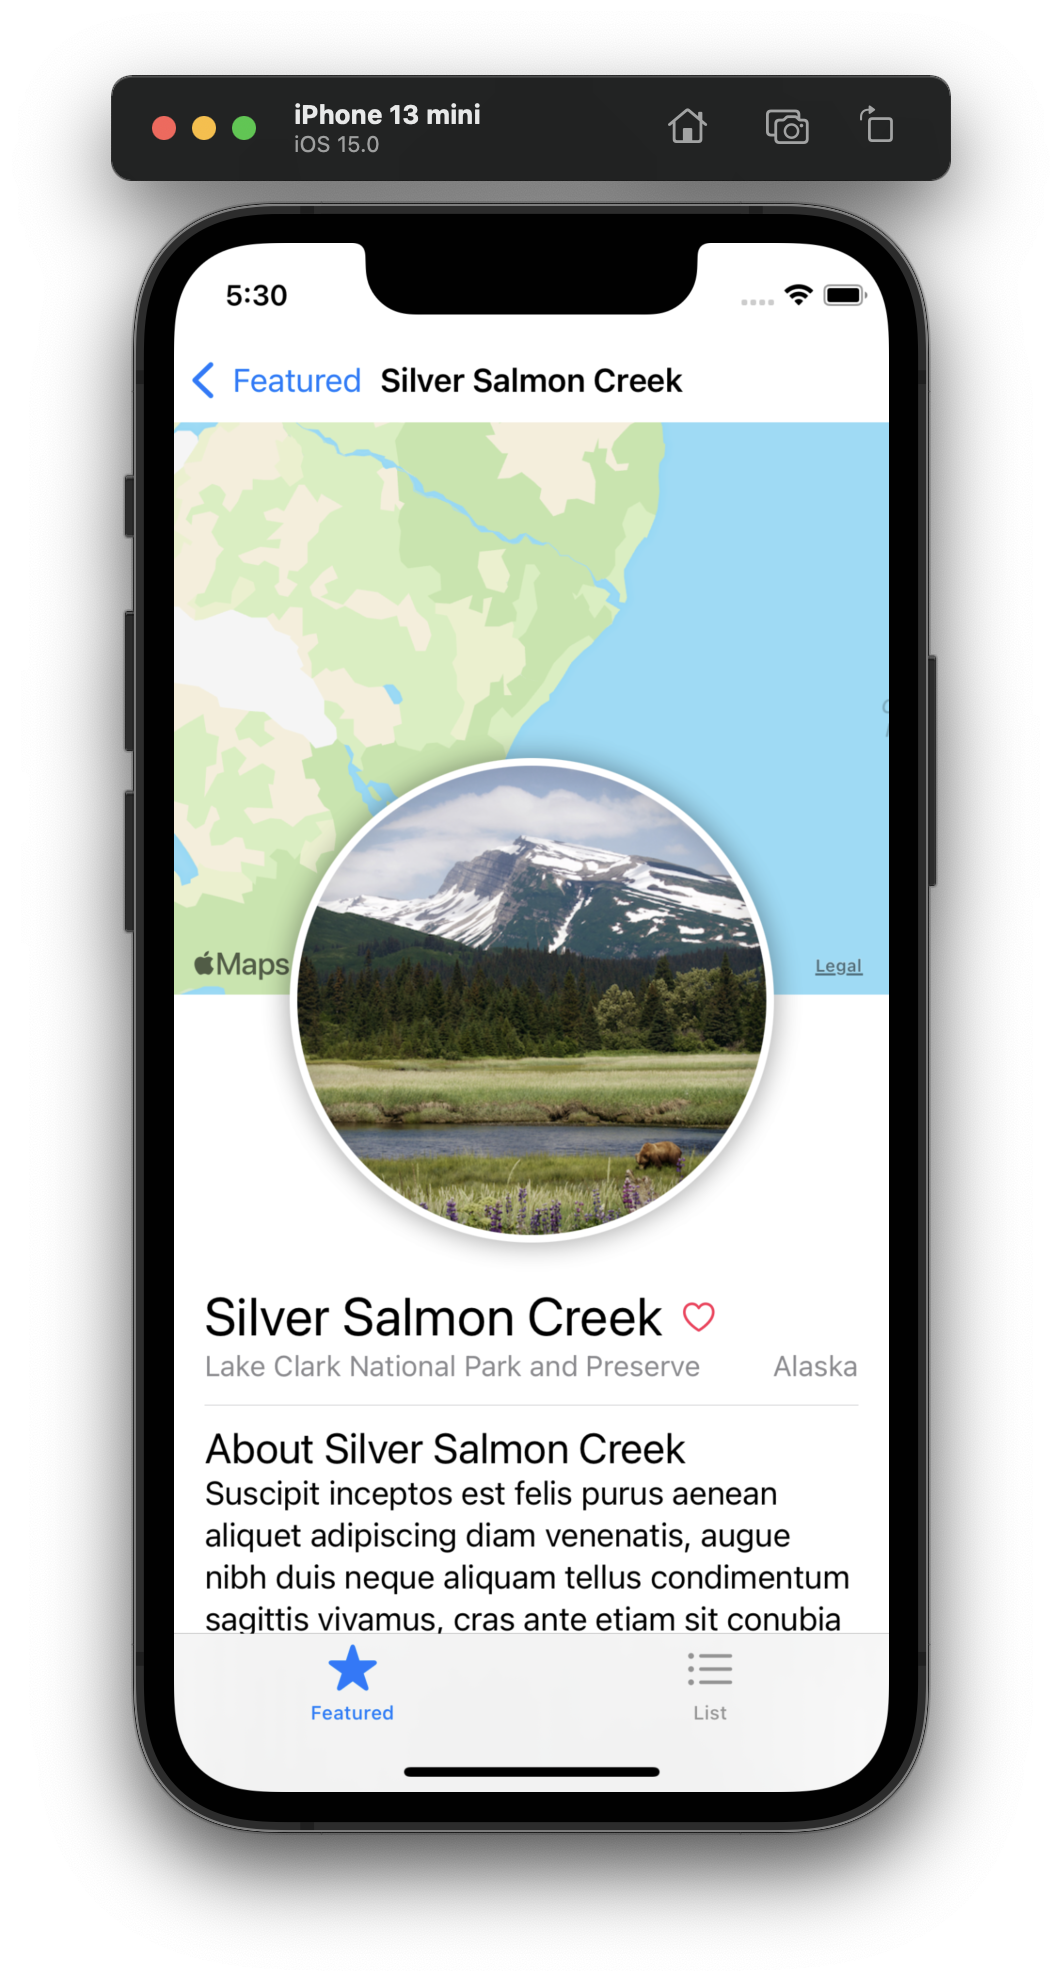 iPhone 13 mini
iOS 15.0
5:30
Featured Silver Salmon Creek
Maps
Legal
Silver Salmon Creek
Lake Clark National Park and Preserve Alaska
About Silver Salmon Creek
Suscipit inceptos est felis purus aenean
aliquet adipiscing diam venenatis, augue
nibh duis neque aliquam tellus condimentum
sagittis vivamus, cras ante etiam sit conubia
Featured List